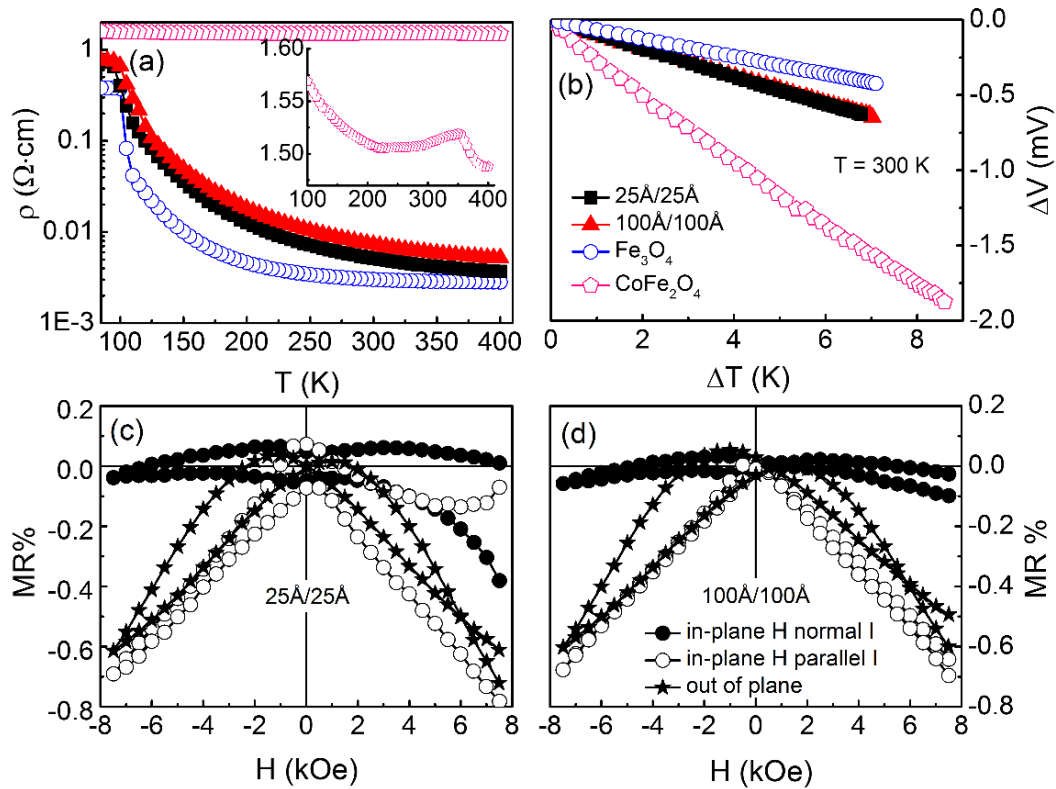 (a)
ρ (Ω·cm)
1
0.1
0.01
1E-3
100 150 200 250 300 350 400
T (K)
1.60
1.55
1.50
100 200 300 400
(b)
0.0
-0.5
-1.0
-1.5
-2.0
ΔV (mV)
T = 300 K
25Å/25Å
100Å/100Å
Fe₃O₄
CoFe₂O₄
0 2 4 6 8
ΔT (K)
(c)
MR%
0.2
0.0
-0.2
-0.4
-0.6
-0.8
25Å/25Å
-8 -6 -4 -2 0 2 4 6 8
H (kOe)
(d)
0.2
0.0
-0.2
-0.4
-0.6
-0.8
MR %
100Å/100Å
in-plane H normal I
in-plane H parallel I
out of plane
-8 -6 -4 -2 0 2 4 6 8
H (kOe)